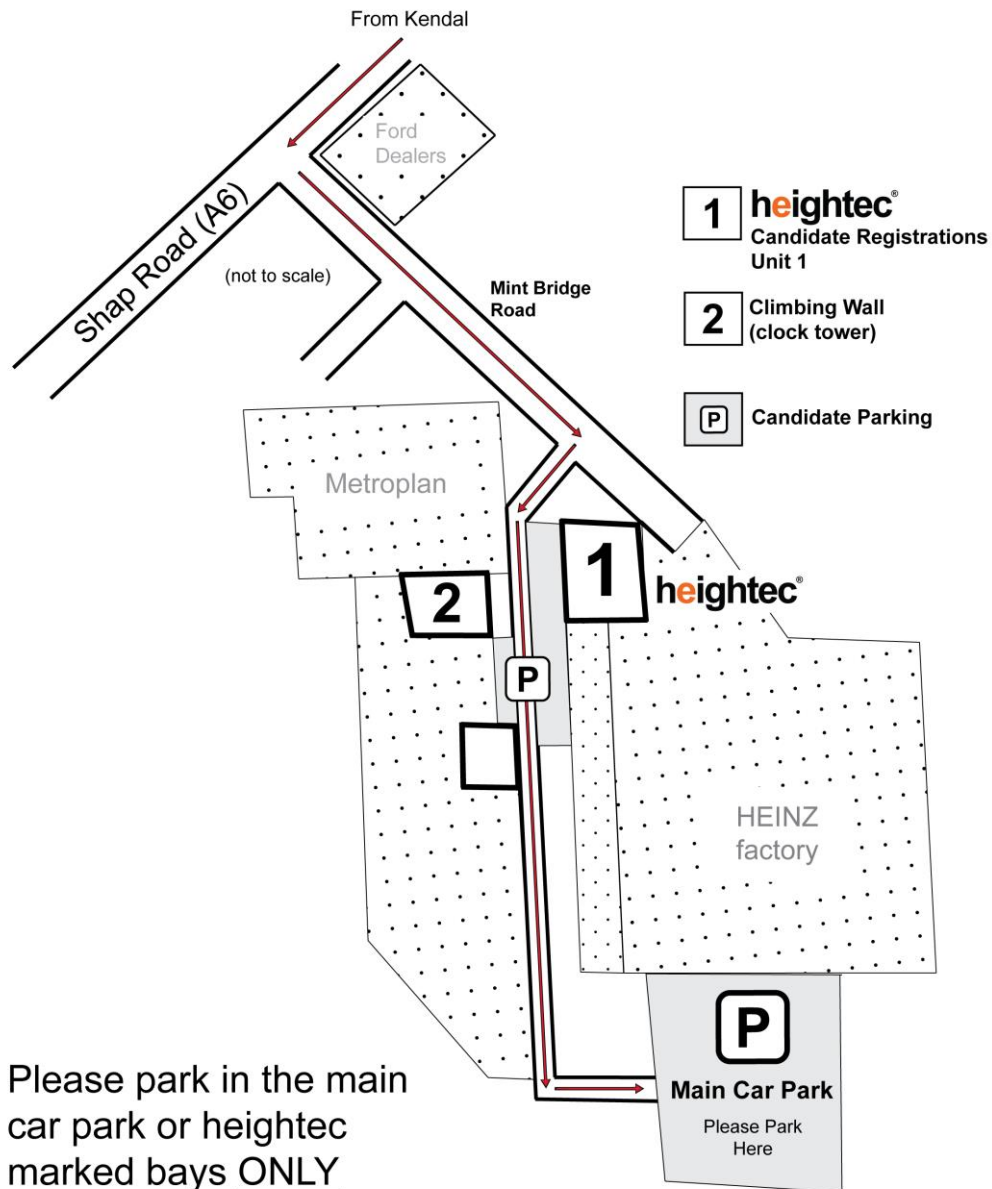 From Kendal
Ford
Dealers
Shap Road (A6)
(not to scale)
Mint Bridge
Road
1
heightec®
Candidate Registrations
Unit 1
2
Climbing Wall
(clock tower)
P
Candidate Parking
Metroplan
1
heightec®
2
P
HEINZ
factory
P
Main Car Park
Please Park
Here
Please park in the main
car park or heightec
marked bays ONLY